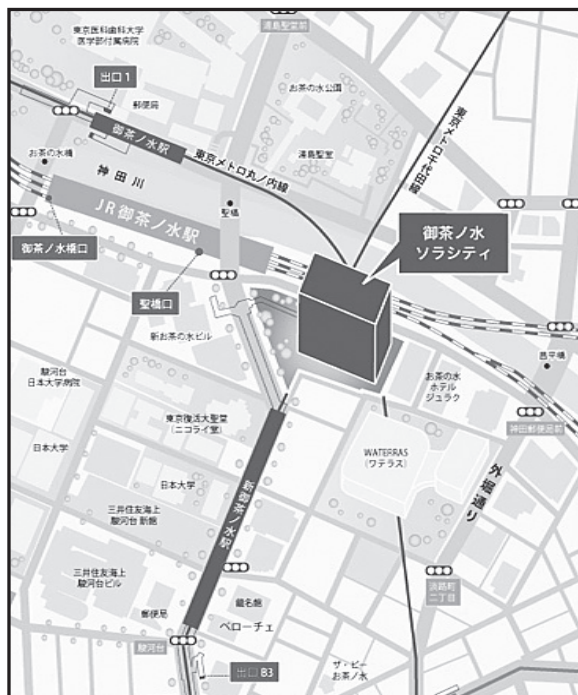 東京医科歯科大学
医学部付属病院
湯島聖堂前
出口1
郵便局
お茶の水公園
御茶ノ水駅
東京メトロ丸ノ内線
東京メトロ千代田線
湯島聖堂
お茶の水橋
神田川
聖橋
JR御茶ノ水駅
御茶ノ水
ソラシティ
御茶ノ水橋口
聖橋口
新お茶の水ビル
昌平橋
駿河台
日本大学病院
お茶の水
ホテル
ジュラク
神田郵便局前
東京復活大聖堂
(ニコライ堂)
日本大学
WATERRAS
(ワテラス)
外堀通り
日本大学
新御茶ノ水駅
三井住友海上
駿河台 新館
三井住友海上
駿河台ビル
淡路町
二丁目
龍名館
郵便局
ベローチェ
駿河台
出口 B3
ザ・ビー
お茶ノ水